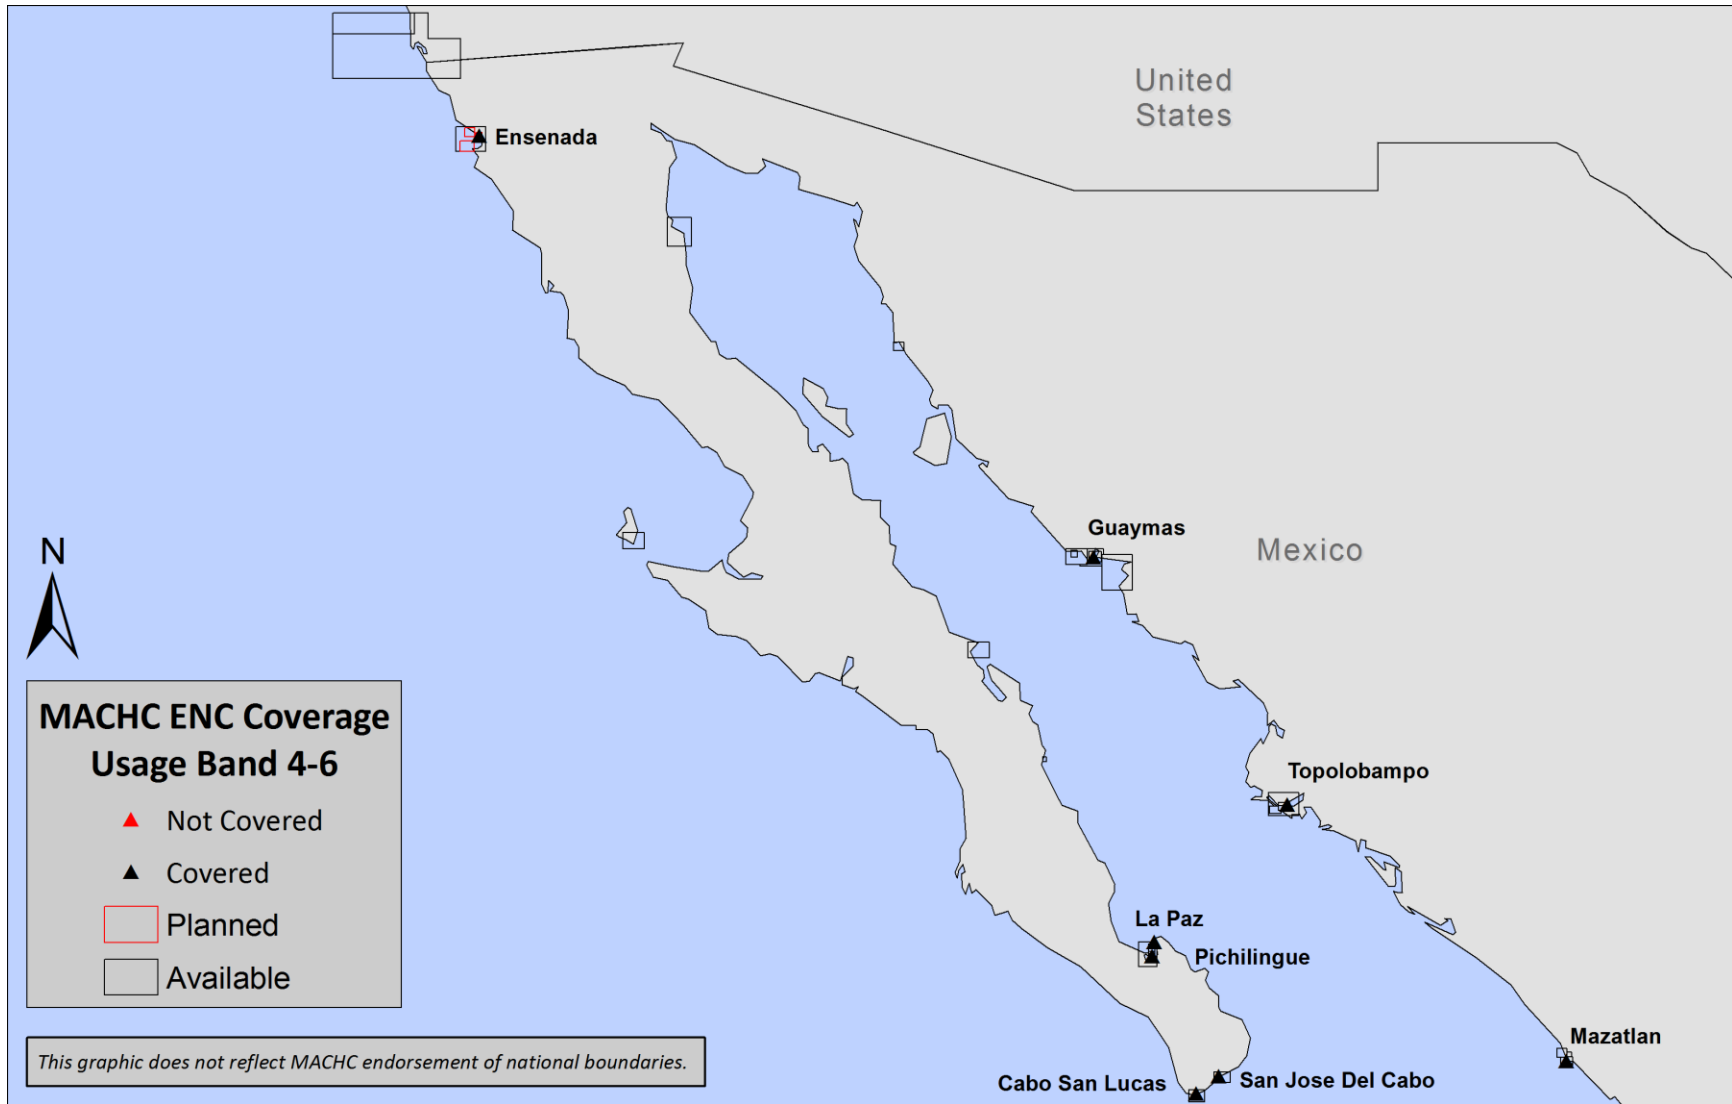 United
States
Ensenada
Guaymas
Mexico
N
MACHC ENC Coverage
Usage Band 4-6
Not Covered
Covered
Planned
Available
Topolobampo
La Paz
Pichilingue
Mazatlan
Cabo San Lucas
San Jose Del Cabo
This graphic does not reflect MACHC endorsement of national boundaries.